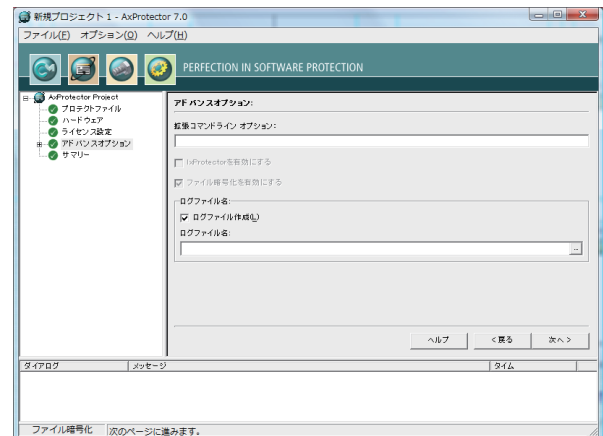 新規プロジェクト 1 - AxProtector 7.0
ファイル(F) オプション(O) ヘルプ(H)
PERFECTION IN SOFTWARE PROTECTION
AxProtector Project
プロテクトファイル
ハードウェア
ライセンス設定
アドバンスオプション
サマリー
アドバンスオプション:
拡張コマンドライン オプション:
IxProtectorを有効にする
ファイル暗号化を有効にする
ログファイル名:
ログファイル作成(L)
ログファイル名:
...
ヘルプ
< 戻る
次へ >
ダイアログ メッセージ タイム
ファイル暗号化 次のページに進みます。